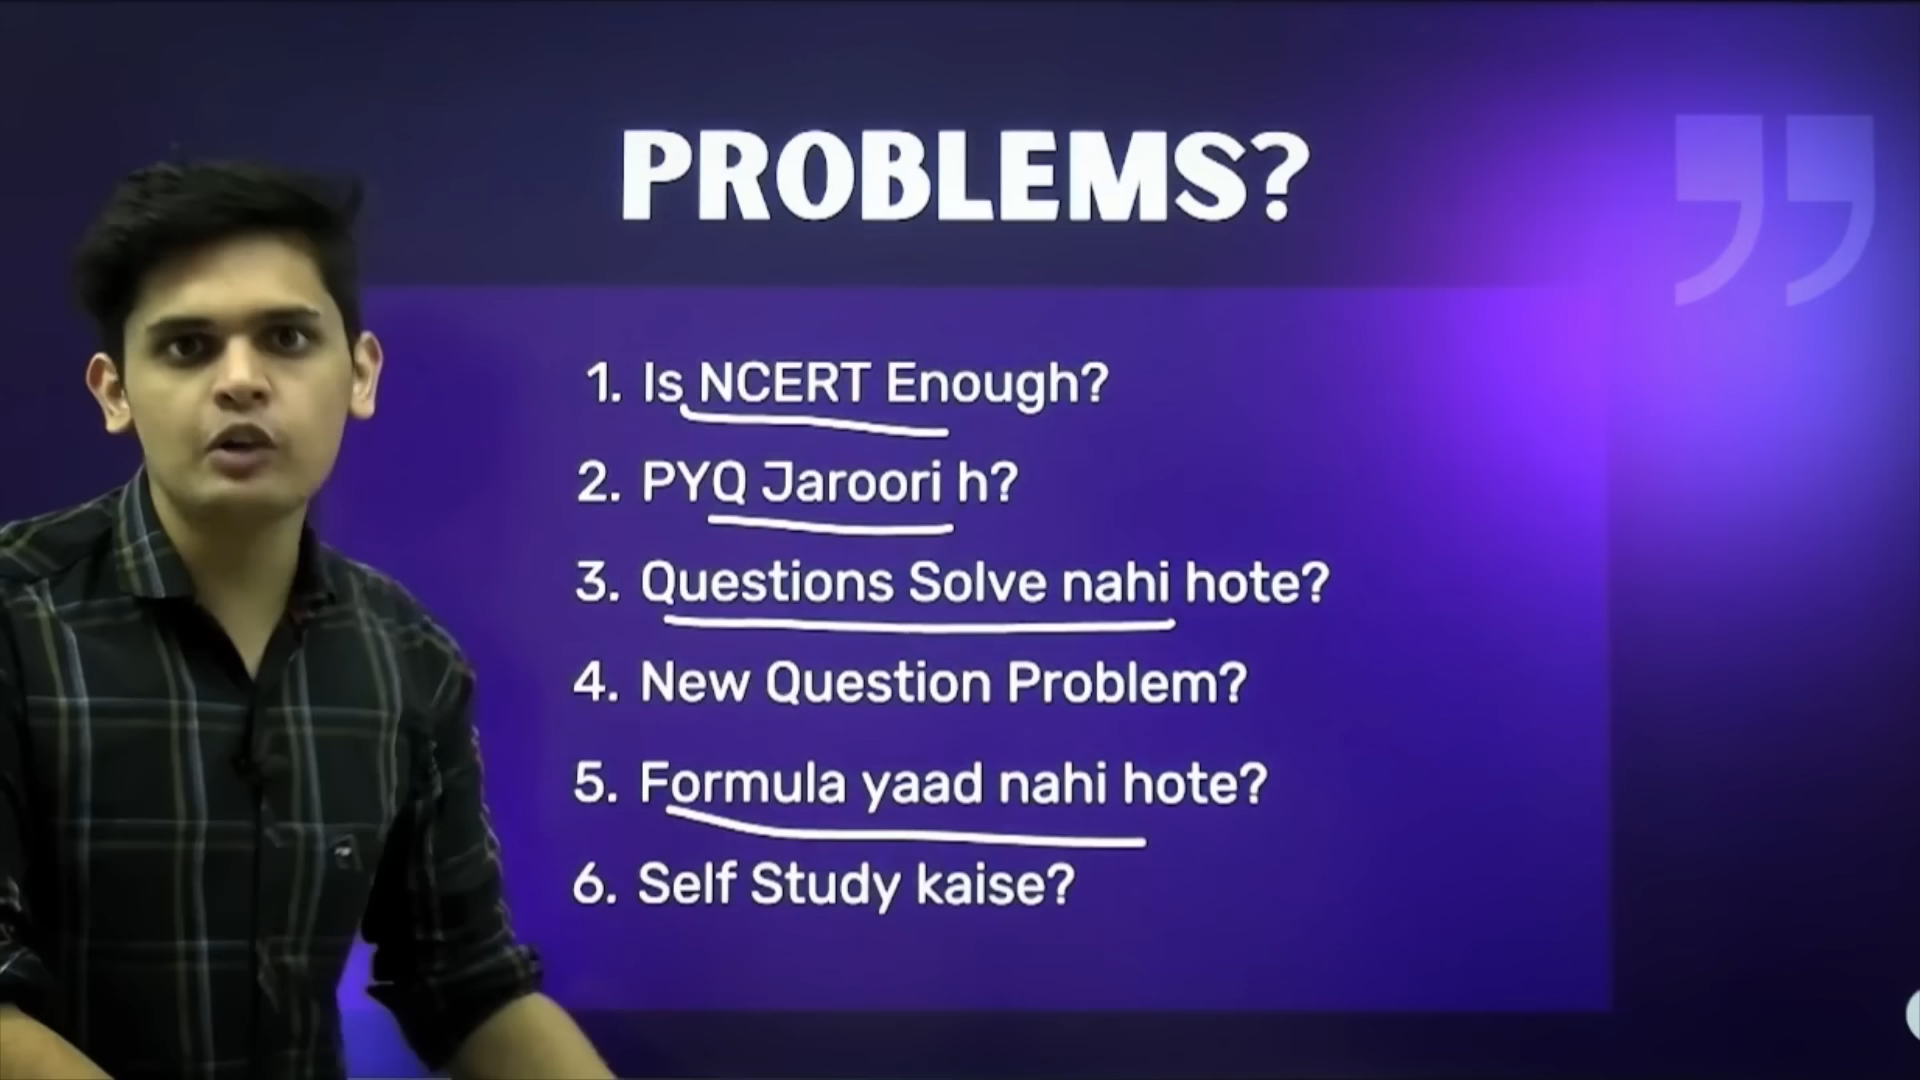 PROBLEMS?
1. Is NCERT Enough?
2. PYQ Jaroori h?
3. Questions Solve nahi hote?
4. New Question Problem?
5. Formula yaad nahi hote?
6. Self Study kaise?